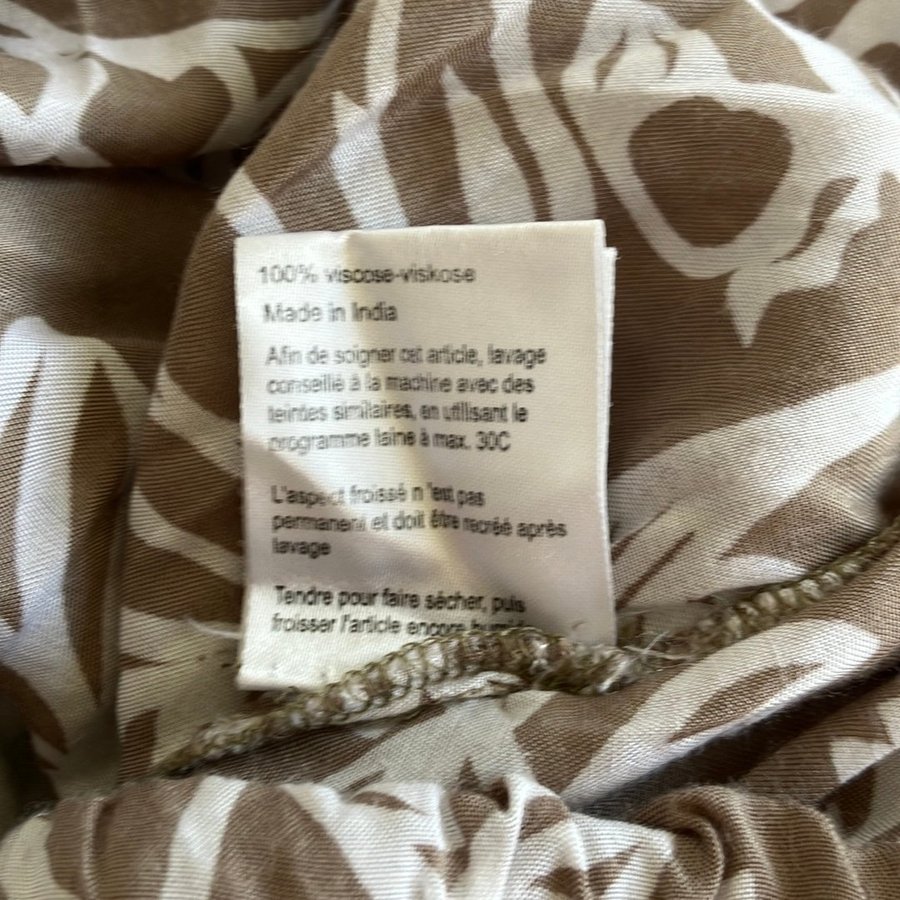 100% viscose-viskose
Made in India
Afin de soigner cet article, lavage
conseillé à la machine avec des
teintes similaires, en utilisant le
programme laine à max. 30C
L'aspect froissé n 'est pas
permanent et doit être recréé après
lavage
Tendre pour faire sécher, puis
froisser l'article encore humide